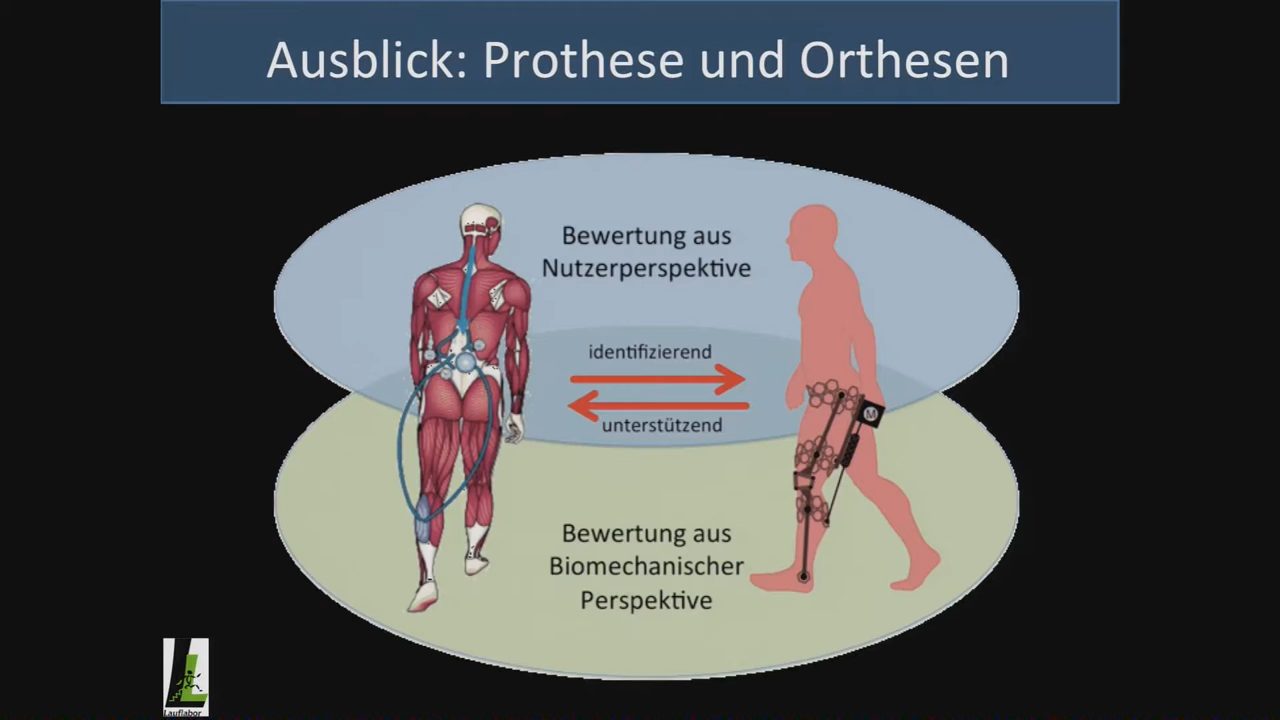 Ausblick: Prothese und Orthesen
Bewertung aus
Nutzerperspektive
identifizierend
unterstützend
M
Bewertung aus
Biomechanischer
Perspektive
Lauflabor